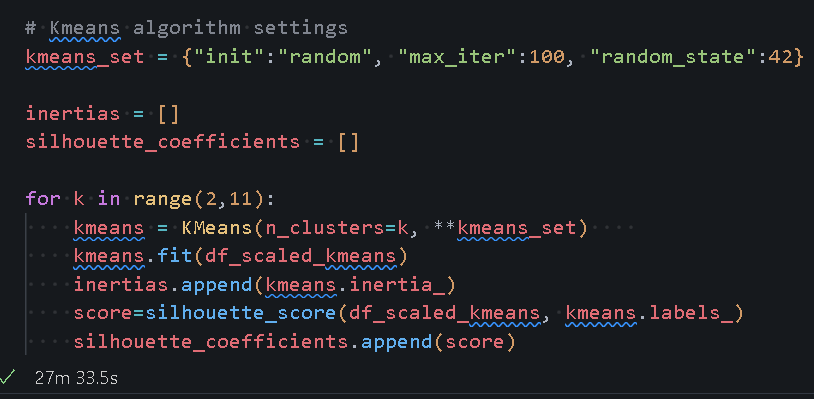 # Kmeans algorithm settings
kmeans_set = {"init":"random", "max_iter":100, "random_state":42}
inertias = []
silhouette_coefficients = []
for k in range(2,11):
    kmeans = KMeans(n_clusters=k, **kmeans_set)
    kmeans.fit(df_scaled_kmeans)
    inertias.append(kmeans.inertia_)
    score=silhouette_score(df_scaled_kmeans, kmeans.labels_)
    silhouette_coefficients.append(score)
✓ 27m 33.5s